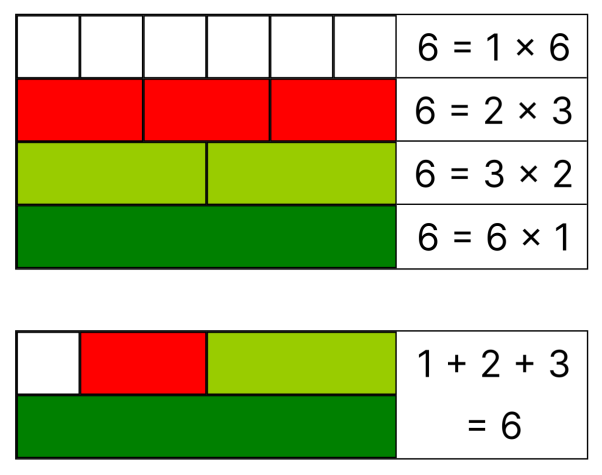 6 = 1 × 6
6 = 2 × 3
6 = 3 × 2
6 = 6 × 1
1 + 2 + 3
= 6